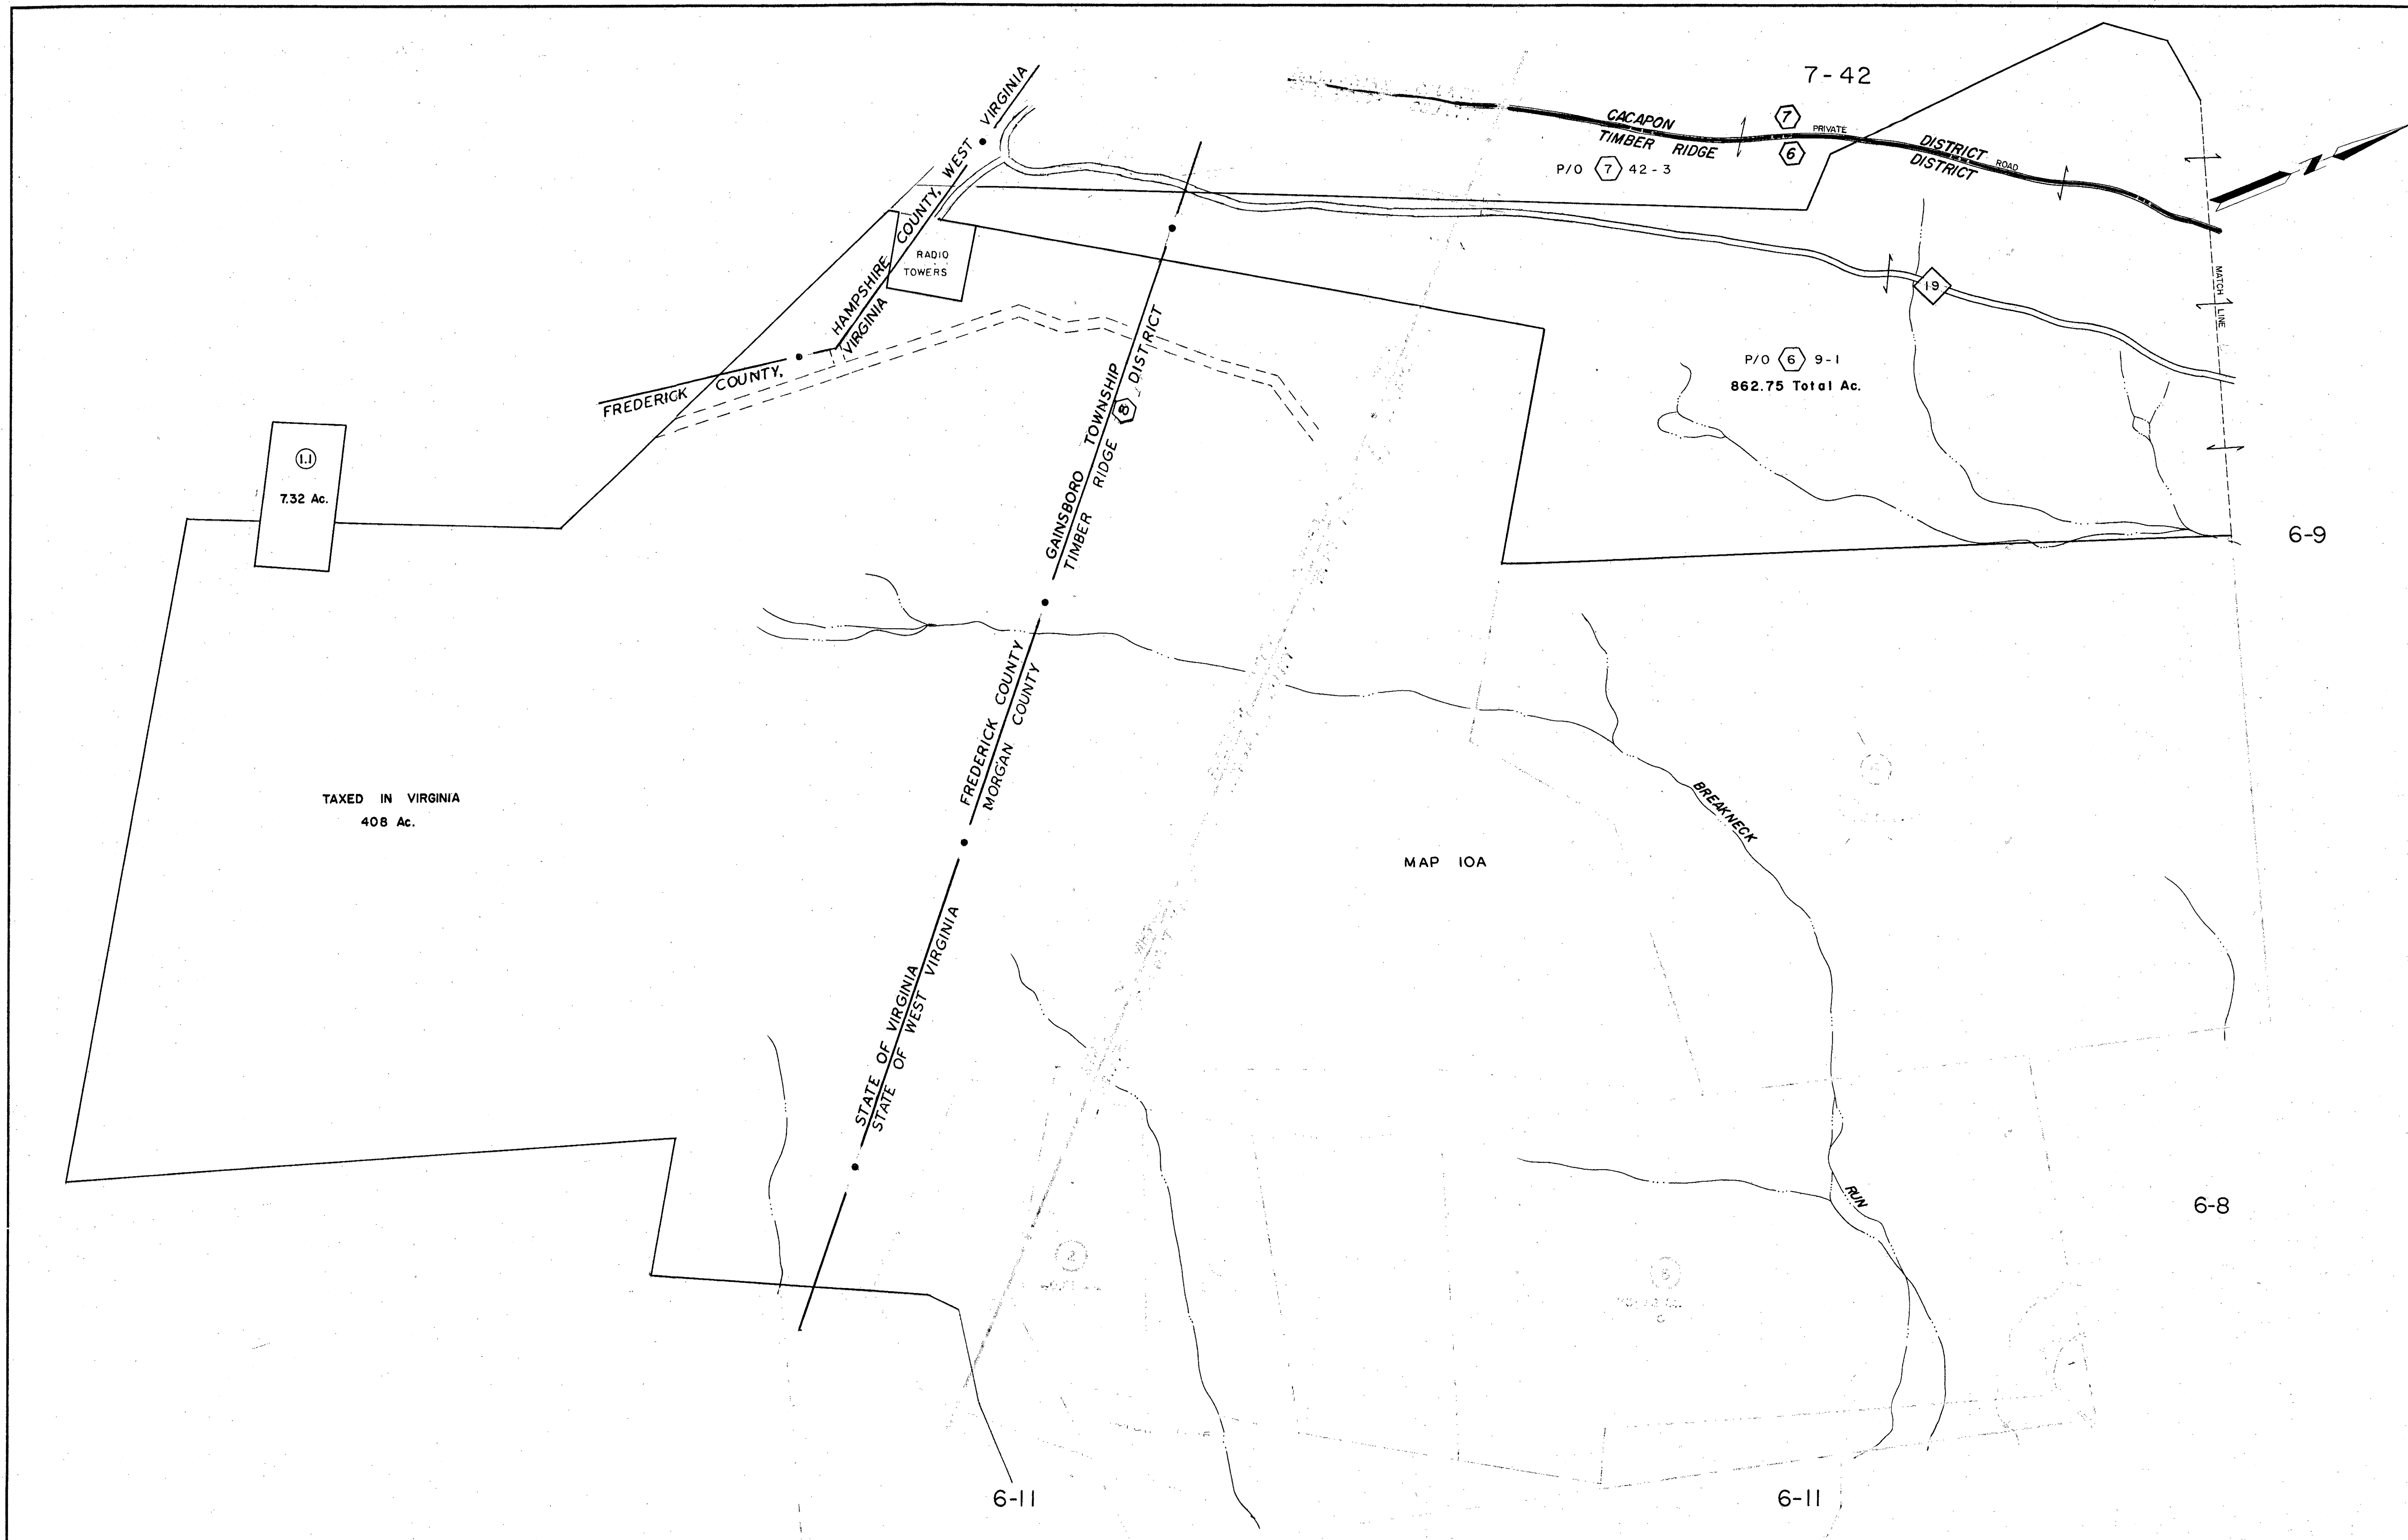 7-42
CACAPON DISTRICT
TIMBER RIDGE DISTRICT
7
6
PRIVATE ROAD
P/O 7 42-3
HAMPSHIRE COUNTY, WEST VIRGINIA
FREDERICK COUNTY, VIRGINIA
RADIO
TOWERS
N
MATCH LINE
19
P/O 6 9-1
862.75 Total Ac.
GAINSBORO TOWNSHIP
TIMBER RIDGE 8 DISTRICT
1.1
7.32 Ac.
6-9
FREDERICK COUNTY
MORGAN COUNTY
TAXED IN VIRGINIA
408 Ac.
BREAKNECK RUN
MAP 10A
STATE OF VIRGINIA
STATE OF WEST VIRGINIA
6-8
2
6-11
6-11